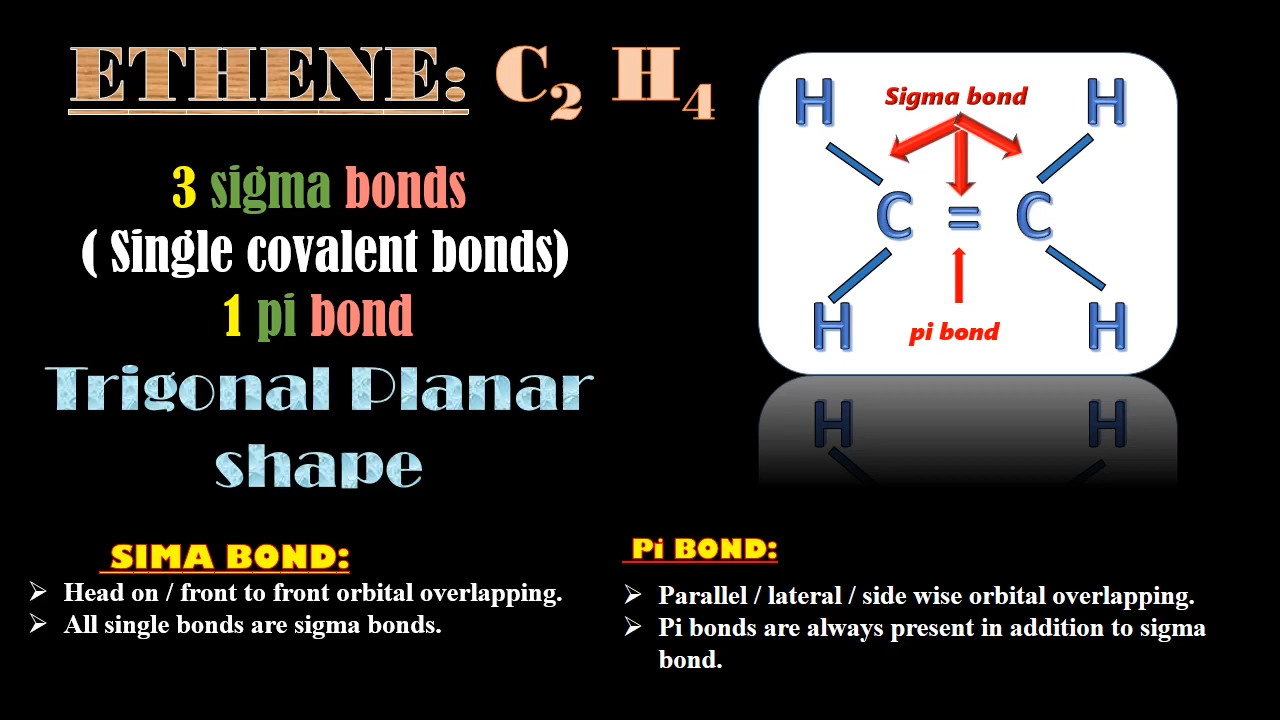 ETHENE: C₂ H₄
3 sigma bonds
( Single covalent bonds)
1 pi bond
Trigonal Planar
shape
H H
Sigma bond
C = C
H H
pi bond
H H
SIMA BOND:
➢ Head on / front to front orbital overlapping.
➢ All single bonds are sigma bonds.
Pi BOND:
➢ Parallel / lateral / side wise orbital overlapping.
➢ Pi bonds are always present in addition to sigma
bond.